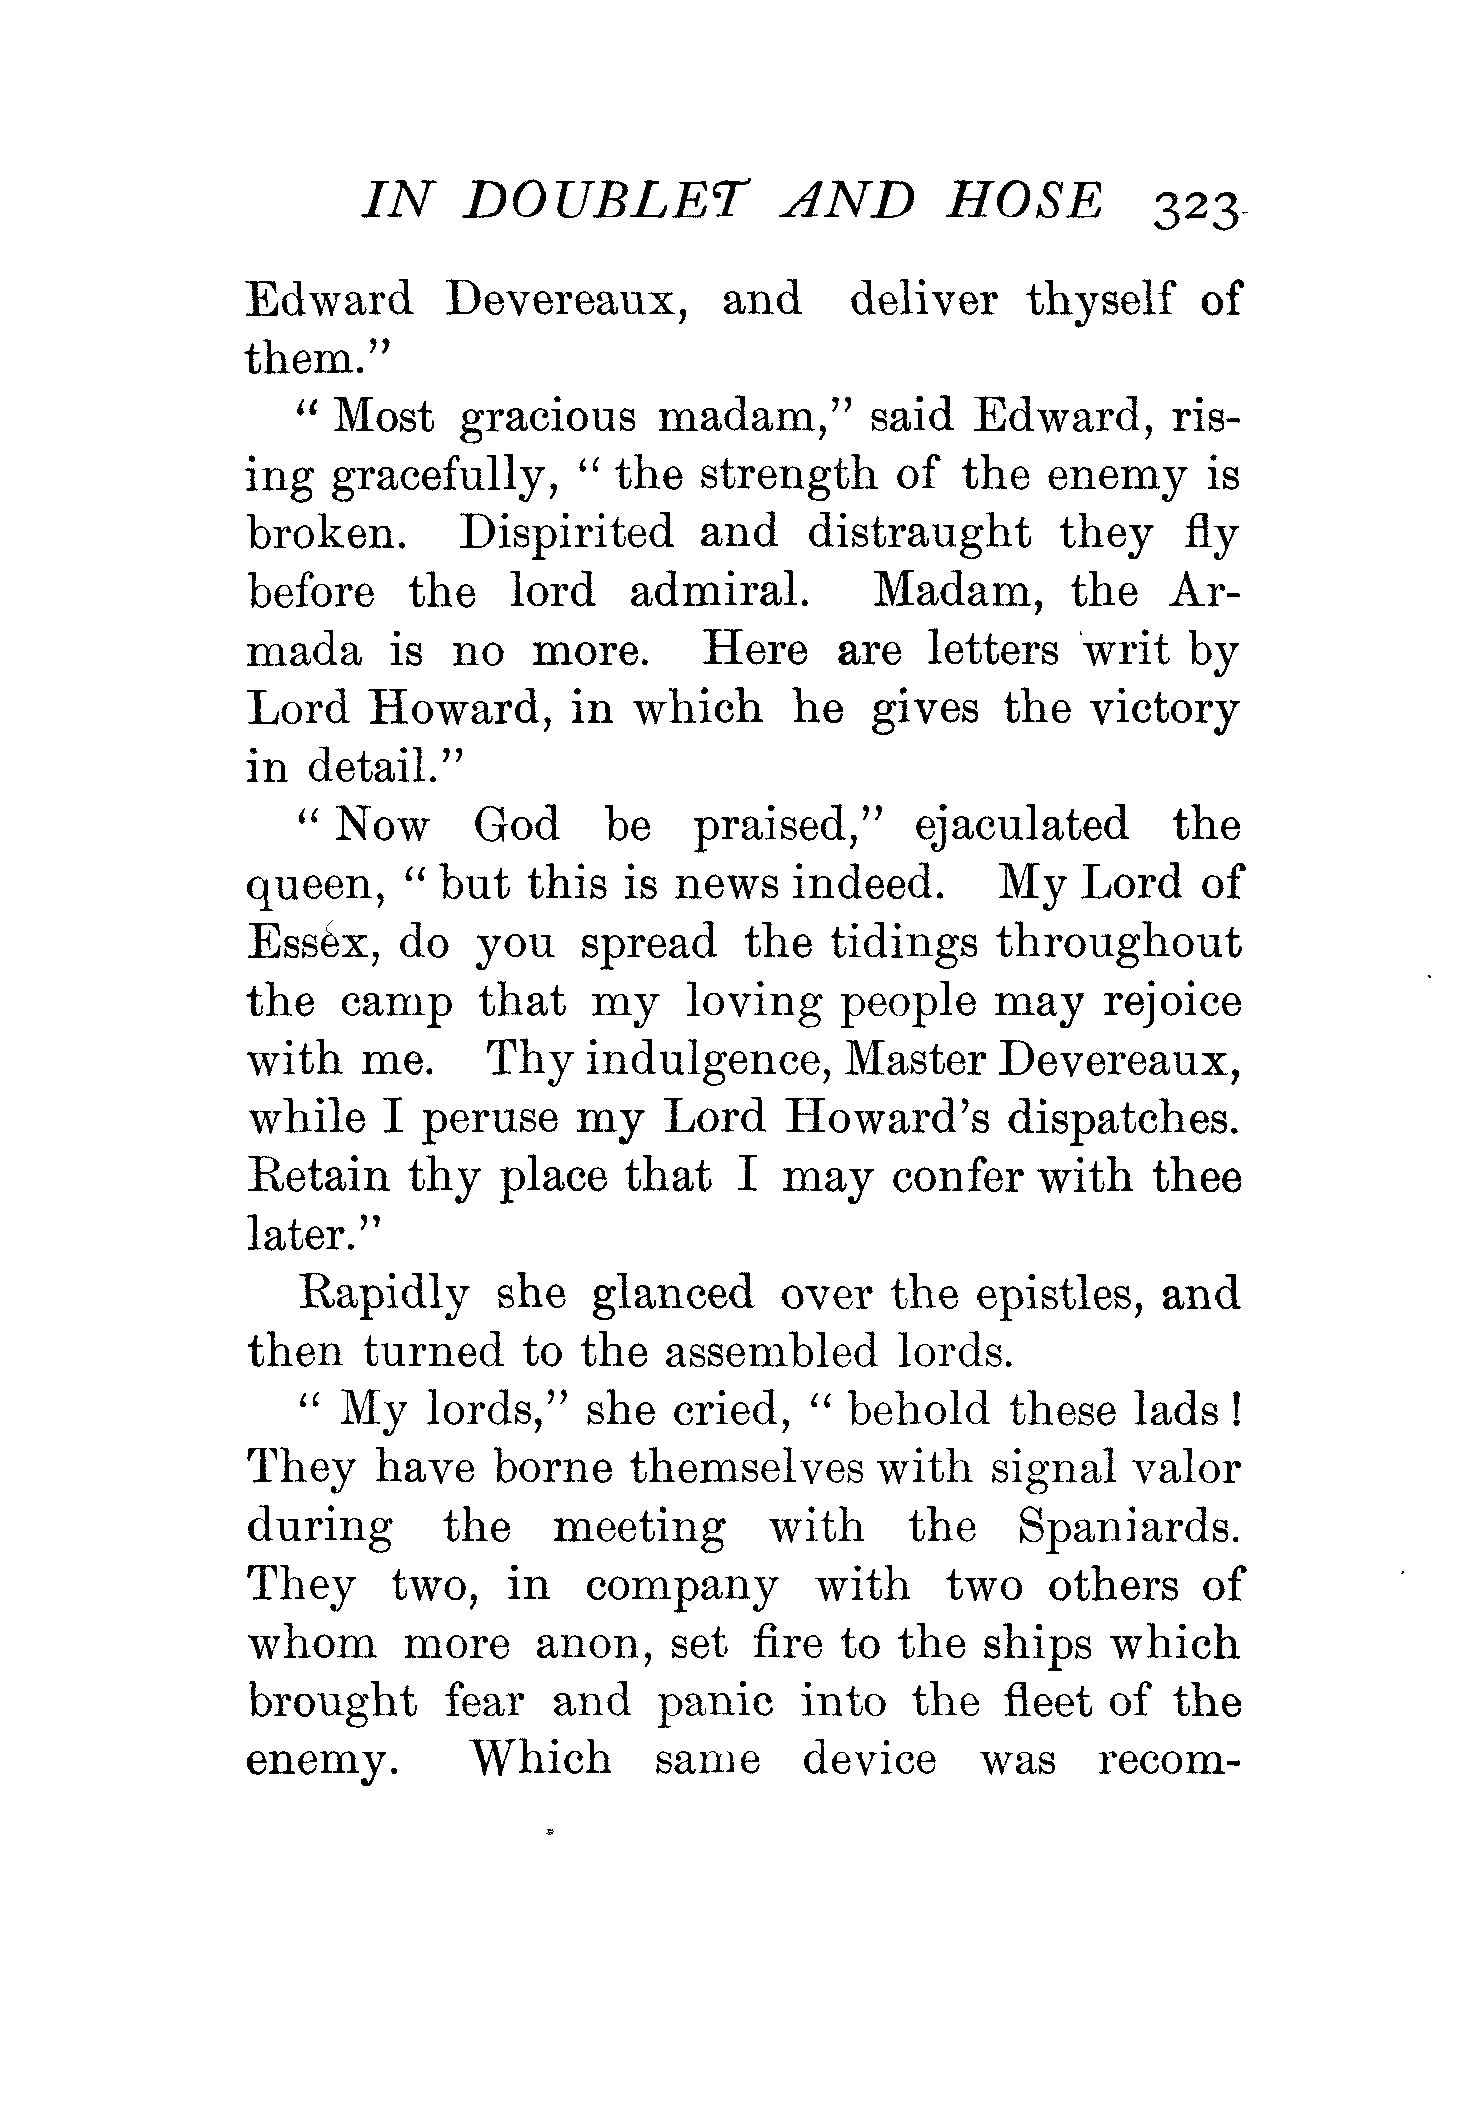 IN DOUBLET AND HOSE 323
Edward Devereaux, and deliver thyself of
them."
"Most gracious madam," said Edward, ris-
ing gracefully, "the strength of the enemy is
broken. Dispirited and distraught they fly
before the lord admiral. Madam, the Ar-
mada is no more. Here are letters writ by
Lord Howard, in which he gives the victory
in detail."
"Now God be praised," ejaculated the
queen, "but this is news indeed. My Lord of
Essex, do you spread the tidings throughout
the camp that my loving people may rejoice
with me. Thy indulgence, Master Devereaux,
while I peruse my Lord Howard's dispatches.
Retain thy place that I may confer with thee
later."
Rapidly she glanced over the epistles, and
then turned to the assembled lords.
"My lords," she cried, "behold these lads!
They have borne themselves with signal valor
during the meeting with the Spaniards.
They two, in company with two others of
whom more anon, set fire to the ships which
brought fear and panic into the fleet of the
enemy. Which same device was recom-